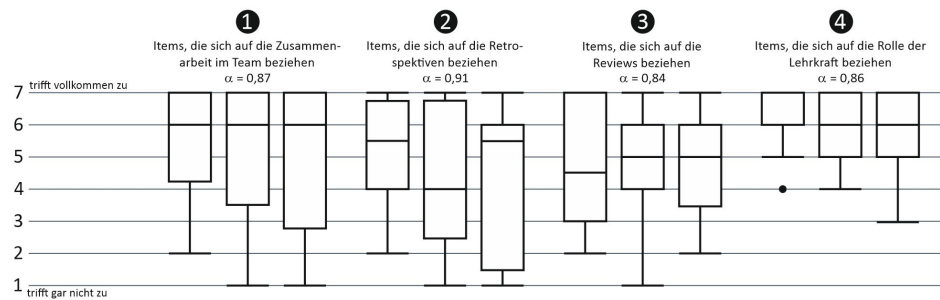 1
Items, die sich auf die Zusammen-
arbeit im Team beziehen
α = 0,87
2
Items, die sich auf die Retro-
spektiven beziehen
α = 0,91
3
Items, die sich auf die
Reviews beziehen
α = 0,84
4
Items, die sich auf die Rolle der
Lehrkraft beziehen
α = 0,86
7 trifft vollkommen zu
6
5
4
3
2
1 trifft gar nicht zu